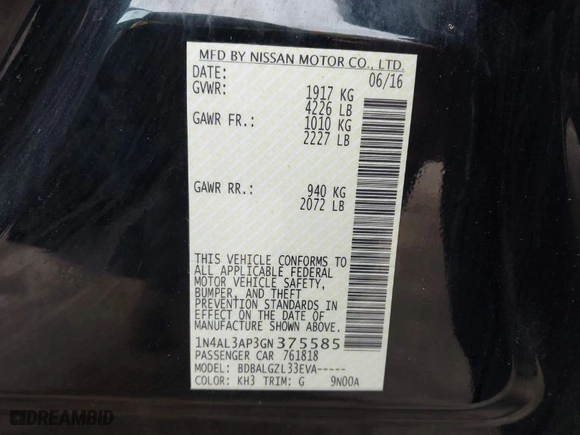 MFD BY NISSAN MOTOR CO., LTD.
DATE: 06/16
GVWR: 1917 KG
4226 LB
GAWR FR.: 1010 KG
2227 LB
GAWR RR.: 940 KG
2072 LB
THIS VEHICLE CONFORMS TO
ALL APPLICABLE FEDERAL
MOTOR VEHICLE SAFETY,
BUMPER, AND THEFT
PREVENTION STANDARDS IN
EFFECT ON THE DATE OF
MANUFACTURE SHOWN ABOVE.
1N4AL3AP3GN375585
PASSENGER CAR 761818
MODEL: BDBALGZL33EVA-----
COLOR: KH3 TRIM: G 9N00A
DREAMBID